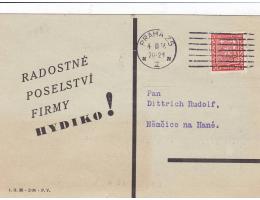 RADOSTNÉ
POSELSTVÍ
FIRMY
HYDIKO!
PRAHA 25
Pan
Dittrich Rudolf,
Němčice na Hané.